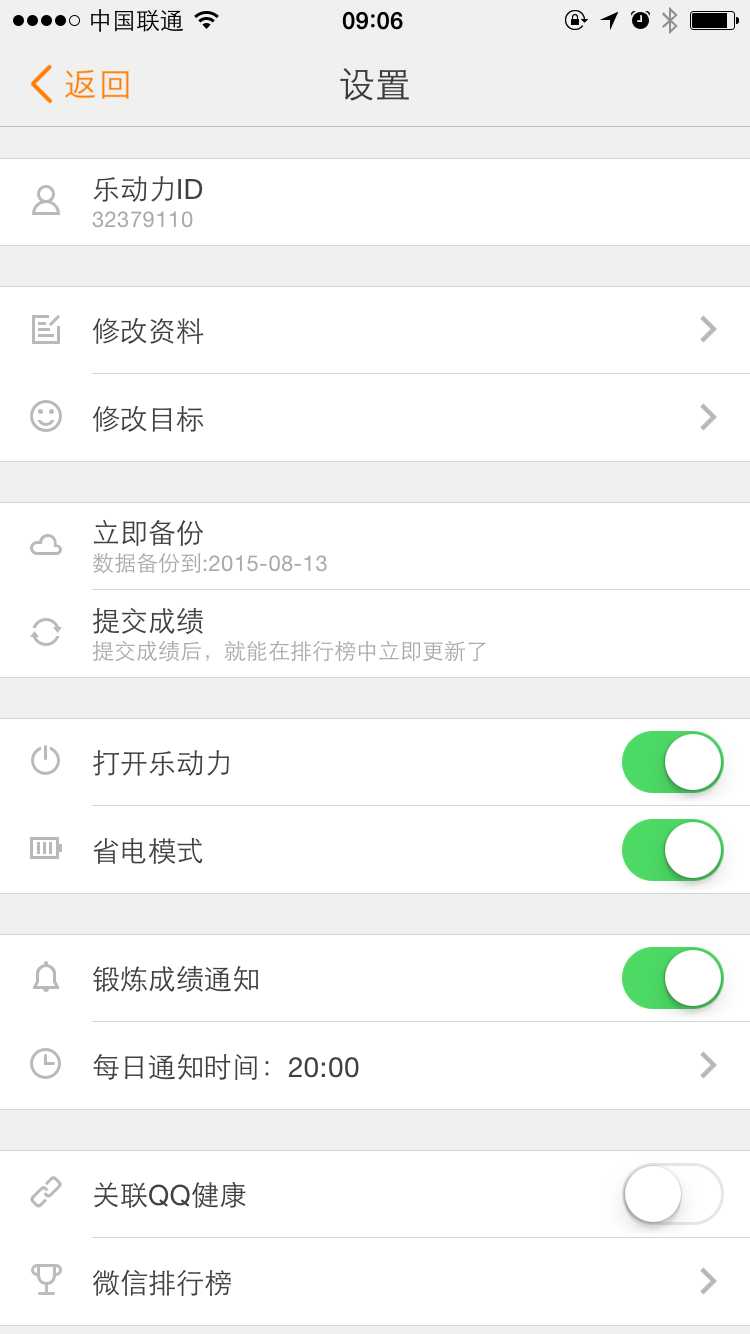 中国联通 09:06
返回 设置
乐动力ID
32379110
修改资料
修改目标
立即备份
数据备份到:2015-08-13
提交成绩
提交成绩后，就能在排行榜中立即更新了
打开乐动力
省电模式
锻炼成绩通知
每日通知时间：20:00
关联QQ健康
微信排行榜